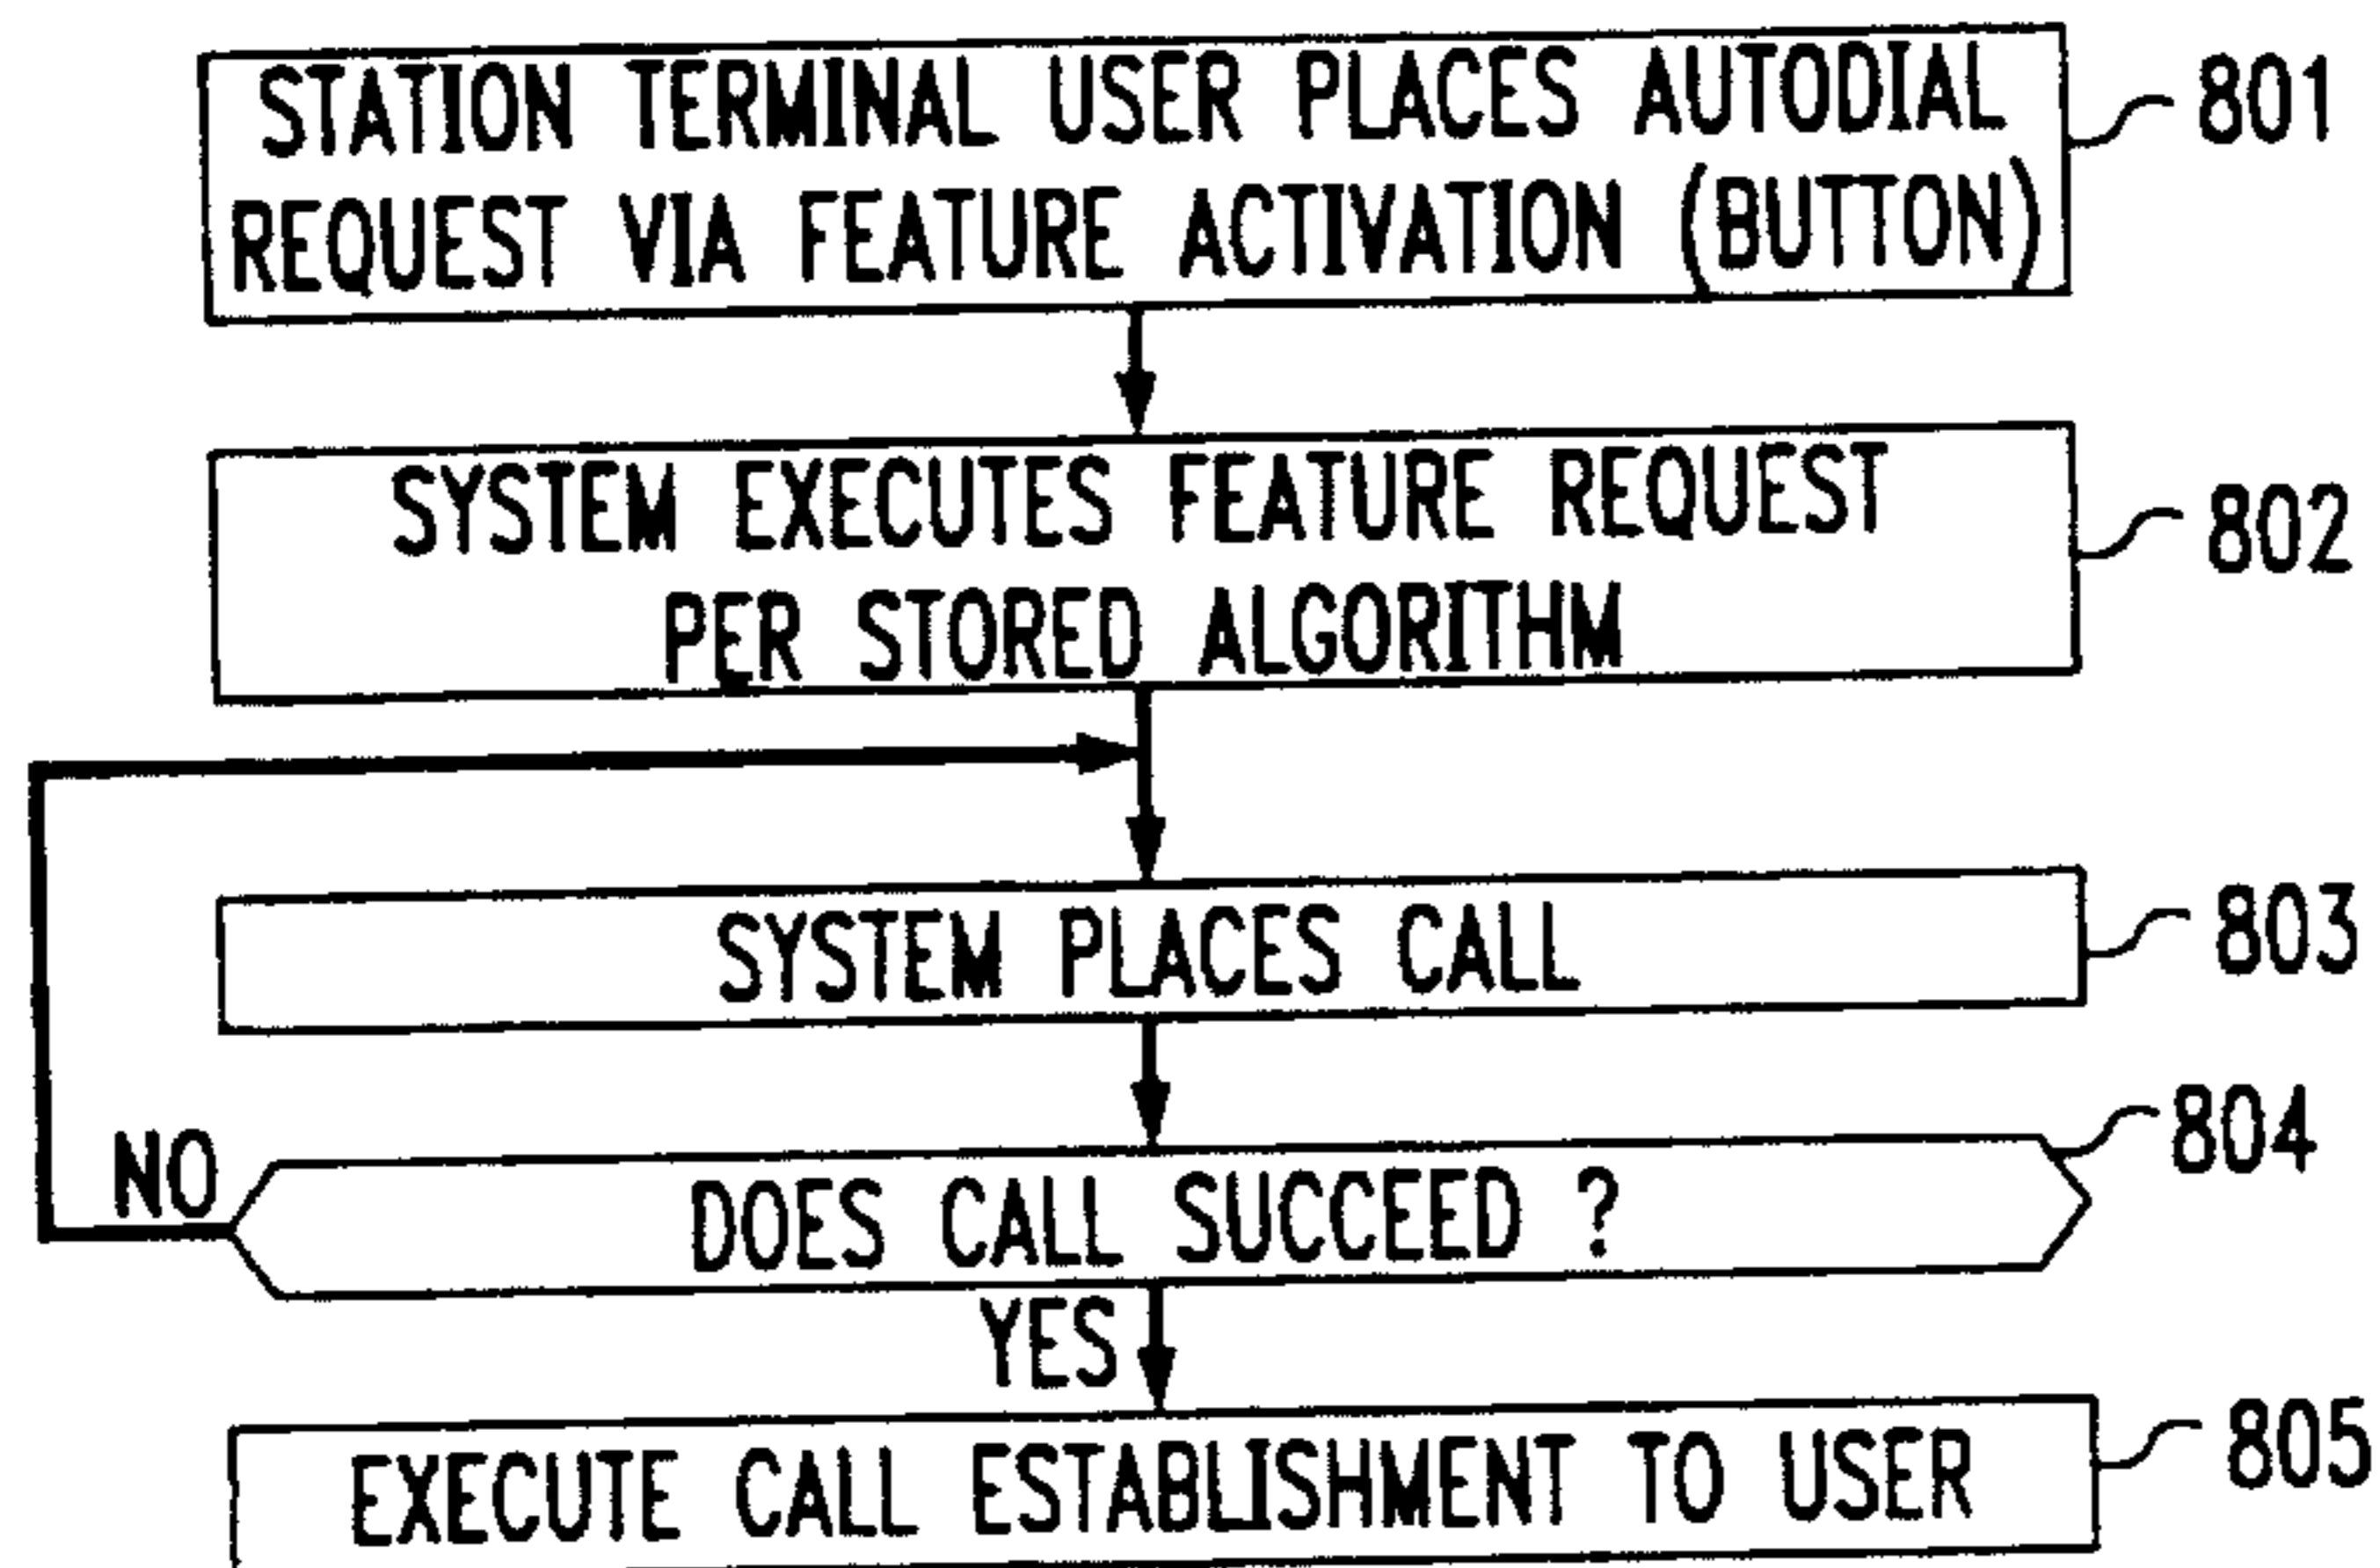 STATION TERMINAL USER PLACES AUTODIAL
REQUEST VIA FEATURE ACTIVATION (BUTTON)
801
SYSTEM EXECUTES FEATURE REQUEST
PER STORED ALGORITHM
802
SYSTEM PLACES CALL
803
804
NO
DOES CALL SUCCEED ?
YES
EXECUTE CALL ESTABLISHMENT TO USER
805